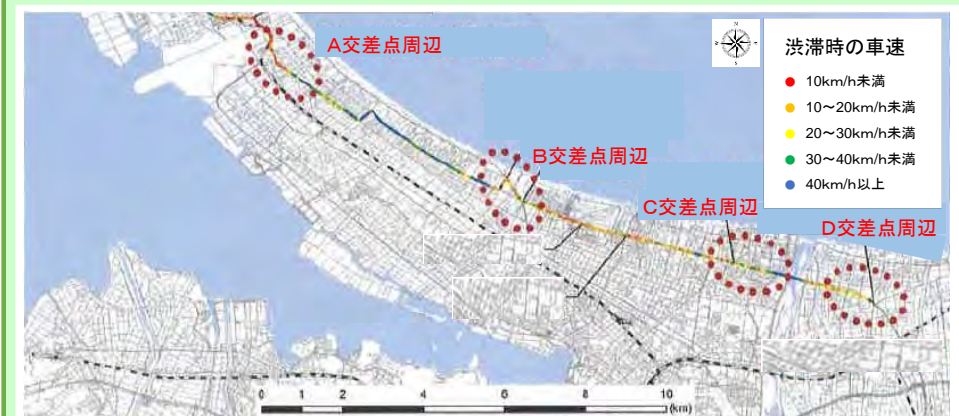 A交差点周辺
N
W
E
S
渋滞時の車速
10km/h未満
10～20km/h未満
20～30km/h未満
30～40km/h未満
40km/h以上
B交差点周辺
C交差点周辺
D交差点周辺
0 1 2 4 6 8 10
(km)